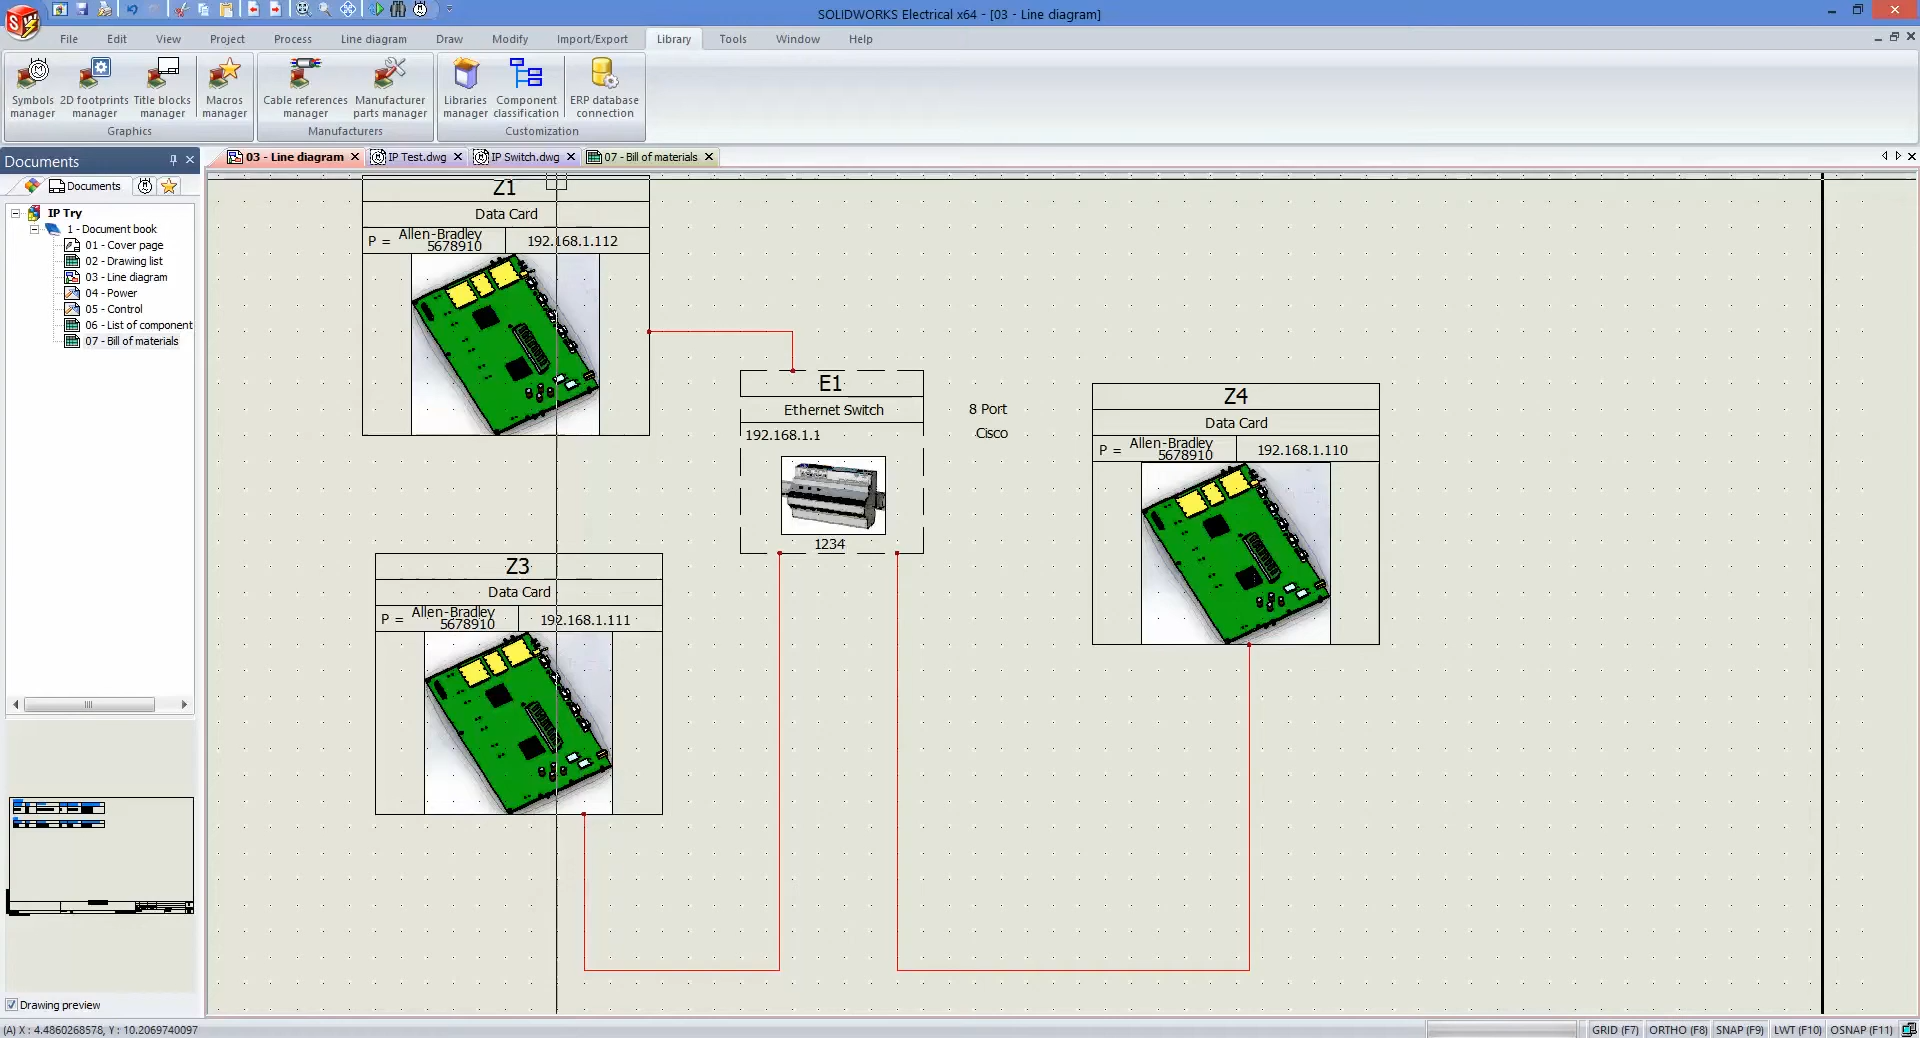 SOLIDWORKS Electrical x64 - [03 - Line diagram]
File Edit View Project Process Line diagram Draw Modify Import/Export Library Tools Window Help
Symbols manager
2D footprints manager
Title blocks manager
Macros manager
Cable references manager
Manufacturer parts manager
Libraries manager
Component classification
ERP database connection
Graphics
Manufacturers
Customization
Documents
03 - Line diagram
IP Test.dwg
IP Switch.dwg
07 - Bill of materials
Documents
IP Try
1 - Document book
01 - Cover page
02 - Drawing list
03 - Line diagram
04 - Power
05 - Control
06 - List of component
07 - Bill of materials
Z1
Data Card
P = Allen-Bradley
5678910
192.168.1.112
E1
Ethernet Switch
192.168.1.1
1234
8 Port
Cisco
Z4
Data Card
P = Allen-Bradley
5678910
192.168.1.110
Z3
Data Card
P = Allen-Bradley
5678910
192.168.1.111
Drawing preview
(A) X : 4.4860268578, Y : 10.2069740097
GRID (F7) ORTHO (F8) SNAP (F9) LWT (F10) OSNAP (F11)